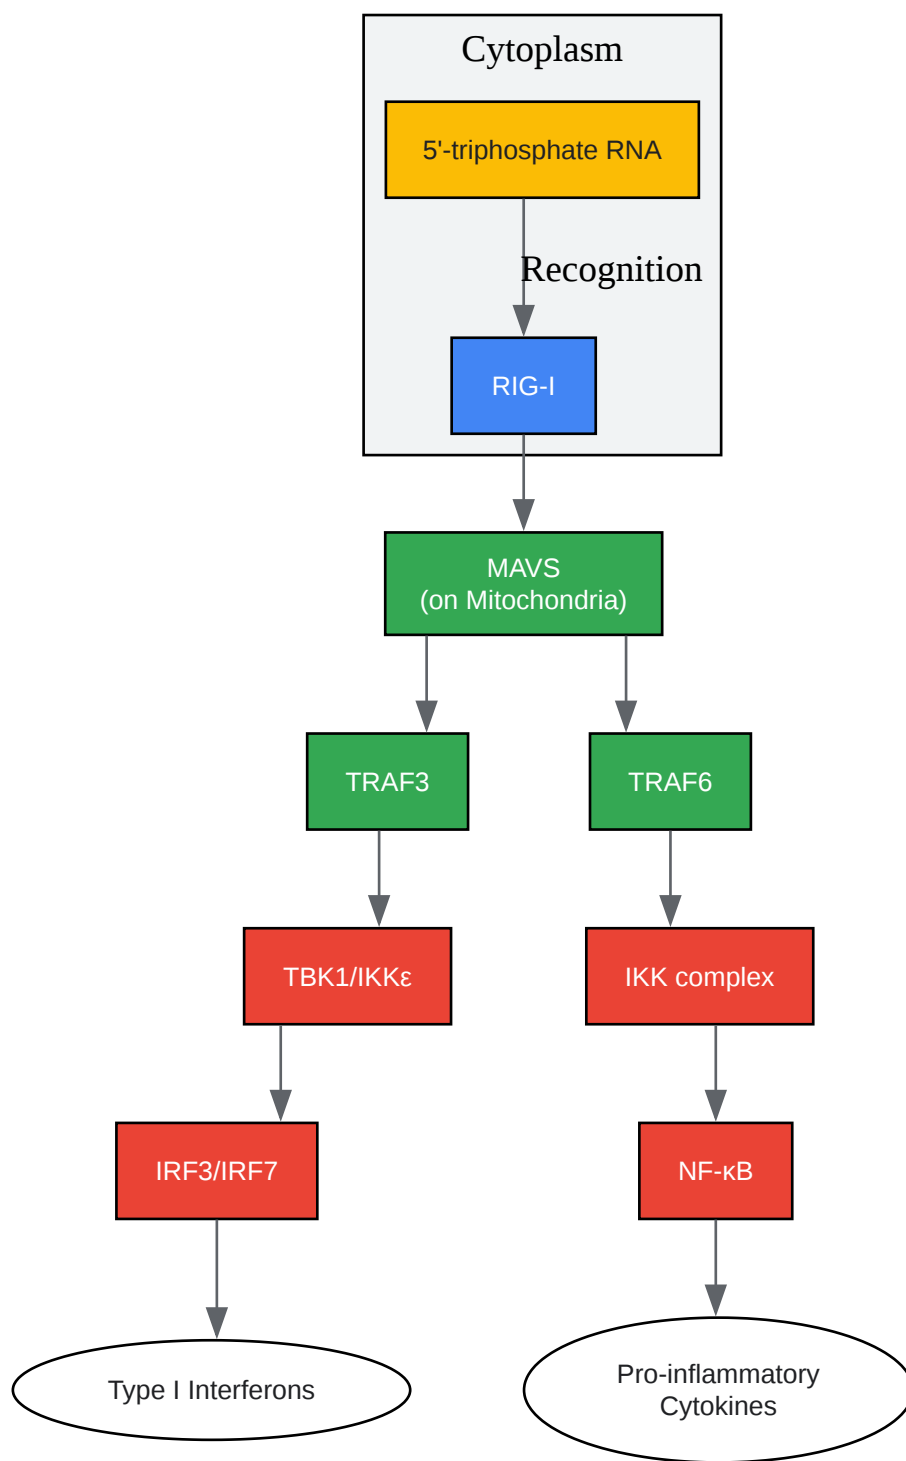 Cytoplasm
5'-triphosphate RNA
Recognition
RIG-I
MAVS
(on Mitochondria)
TRAF3
TRAF6
TBK1/IKKε
IKK complex
IRF3/IRF7
NF-κB
Type I Interferons
Pro-inflammatory
Cytokines